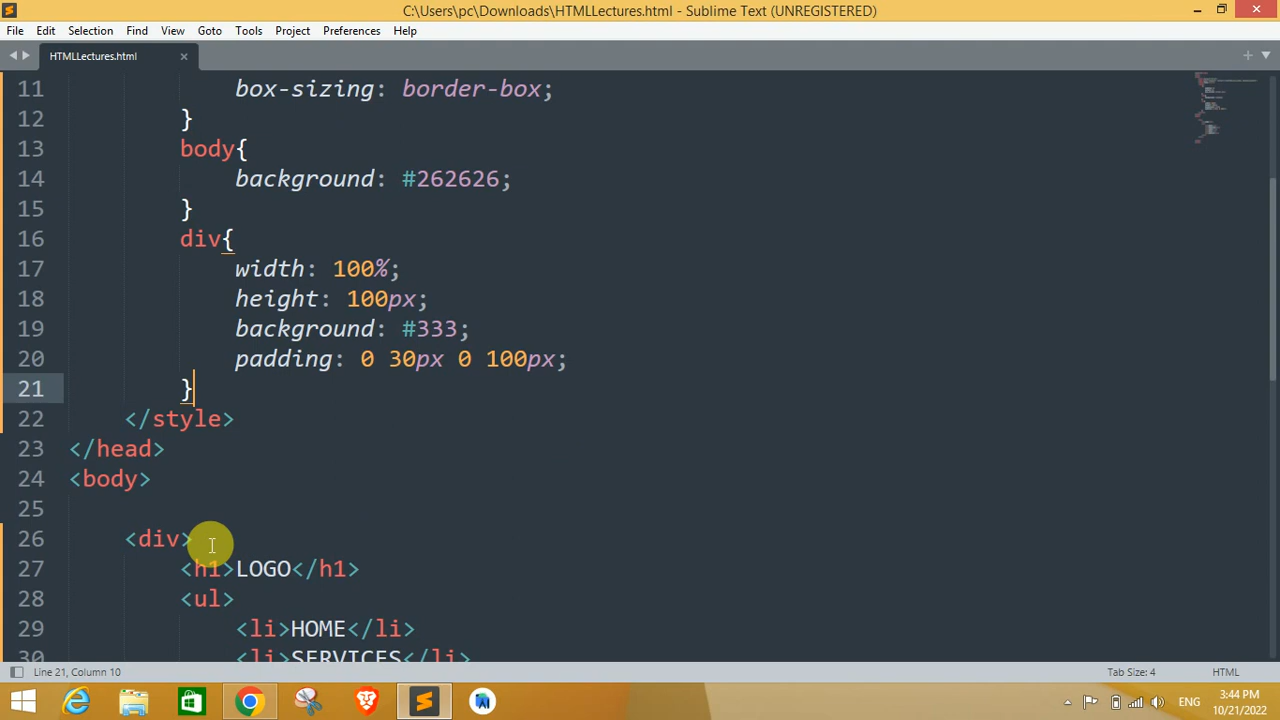 C:\Users\pc\Downloads\HTMLLectures.html - Sublime Text (UNREGISTERED)
File Edit Selection Find View Goto Tools Project Preferences Help
HTMLLectures.html
11 box-sizing: border-box;
12 }
13 body{
14 background: #262626;
15 }
16 div{
17 width: 100%;
18 height: 100px;
19 background: #333;
20 padding: 0 30px 0 100px;
21 }
22 </style>
23 </head>
24 <body>
25
26 <div>
27 <h1>LOGO</h1>
28 <ul>
29 <li>HOME</li>
30 <li>SERVICES</li>
Line 21, Column 10 Tab Size: 4 HTML
ENG 3:44 PM
10/21/2022